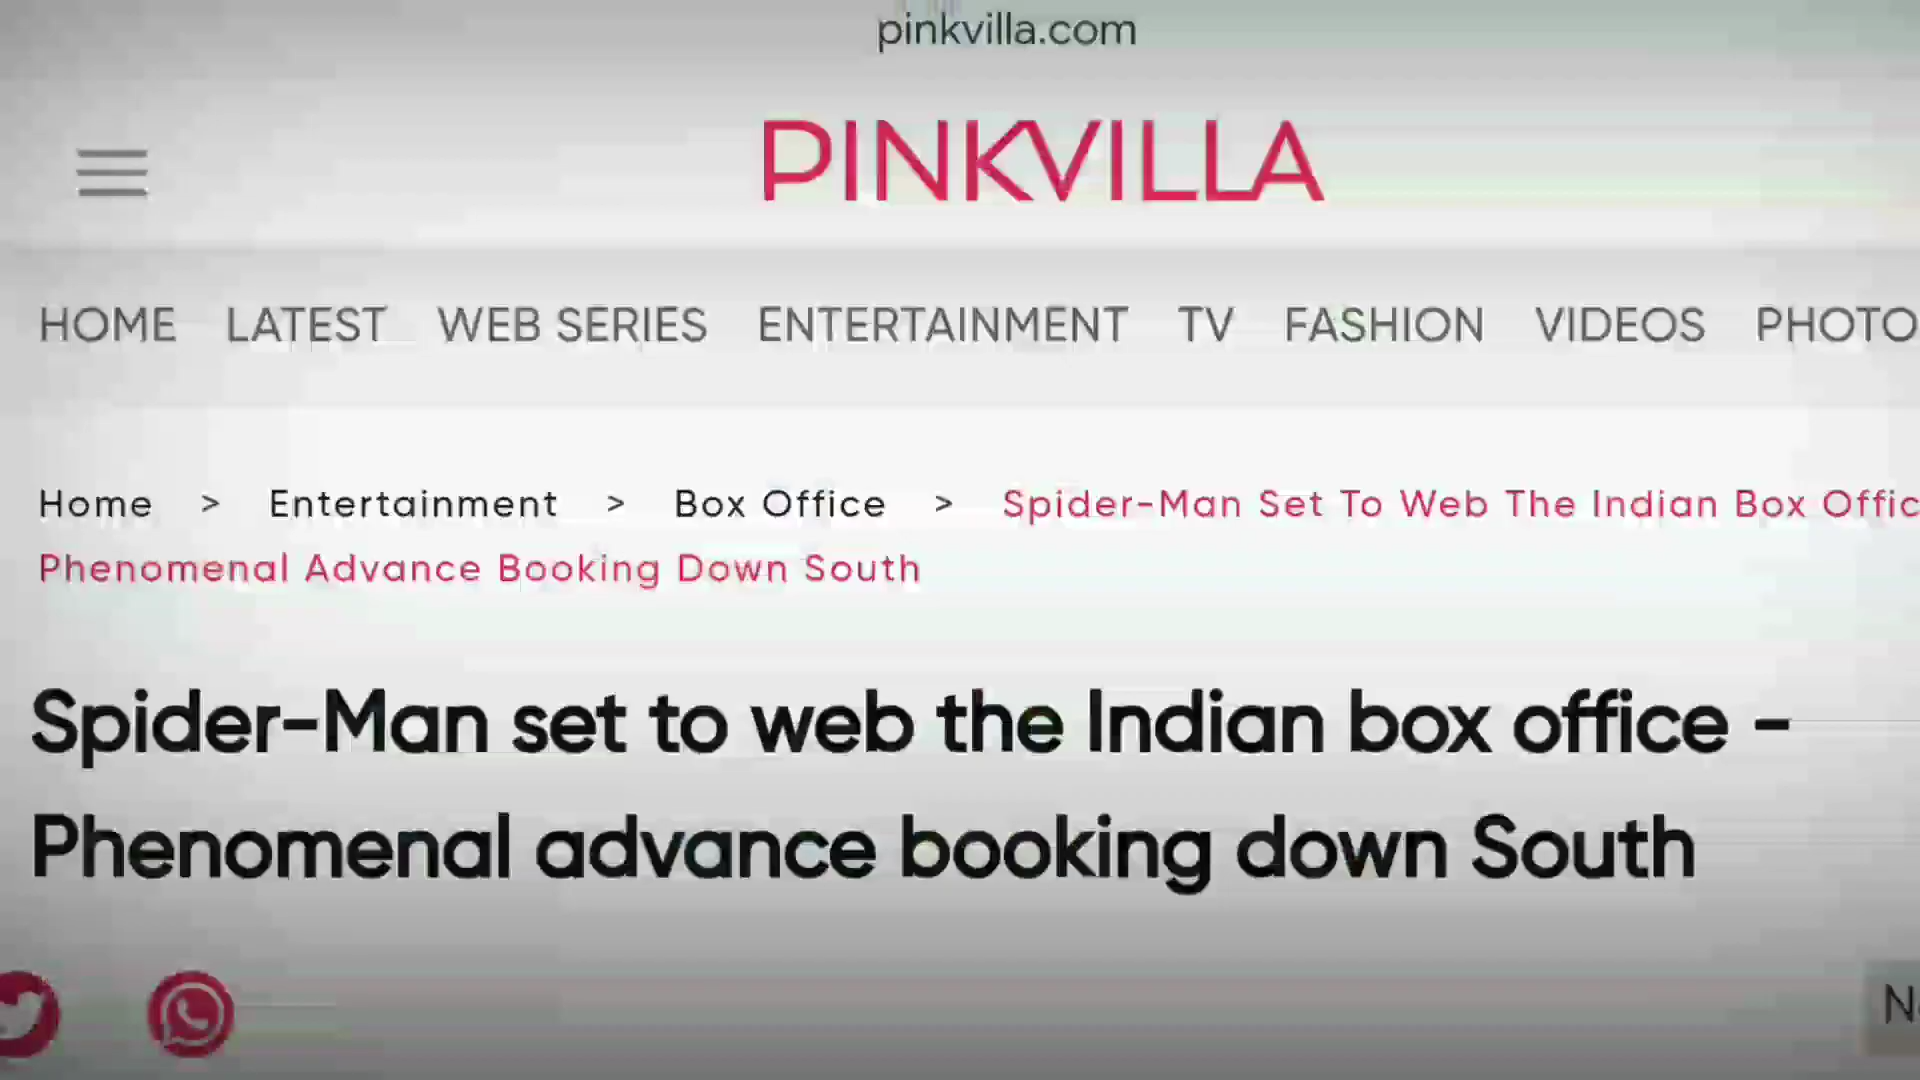 pinkvilla.com
PINKVILLA
HOME LATEST WEB SERIES ENTERTAINMENT TV FASHION VIDEOS PHOTO
Home > Entertainment > Box Office > Spider-Man Set To Web The Indian Box Offic
Phenomenal Advance Booking Down South
Spider-Man set to web the Indian box office -
Phenomenal advance booking down South